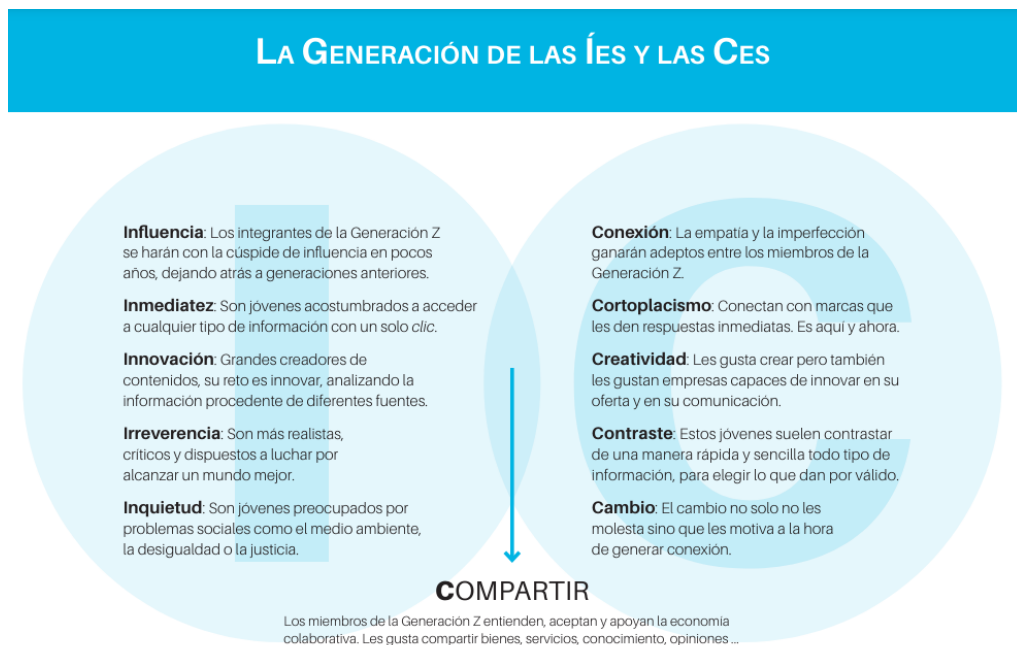 La Generación de las Íes y las Ces
Influencia: Los integrantes de la Generación Z
se harán con la cúspide de influencia en pocos
años, dejando atrás a generaciones anteriores.
Inmediatez: Son jóvenes acostumbrados a acceder
a cualquier tipo de información con un solo clic.
Innovación: Grandes creadores de
contenidos, su reto es innovar, analizando la
información procedente de diferentes fuentes.
Irreverencia: Son más realistas,
críticos y dispuestos a luchar por
alcanzar un mundo mejor.
Inquietud: Son jóvenes preocupados por
problemas sociales como el medio ambiente,
la desigualdad o la justicia.
I
Conexión: La empatía y la imperfección
ganarán adeptos entre los miembros de la
Generación Z.
Cortoplacismo: Conectan con marcas que
les den respuestas inmediatas. Es aquí y ahora.
Creatividad: Les gusta crear pero también
les gustan empresas capaces de innovar en su
oferta y en su comunicación.
Contraste: Estos jóvenes suelen contrastar
de una manera rápida y sencilla todo tipo de
información, para elegir lo que dan por válido.
Cambio: El cambio no solo no les
molesta sino que les motiva a la hora
de generar conexión.
C
COMPARTIR
Los miembros de la Generación Z entienden, aceptan y apoyan la economía
colaborativa. Les gusta compartir bienes, servicios, conocimiento, opiniones ...